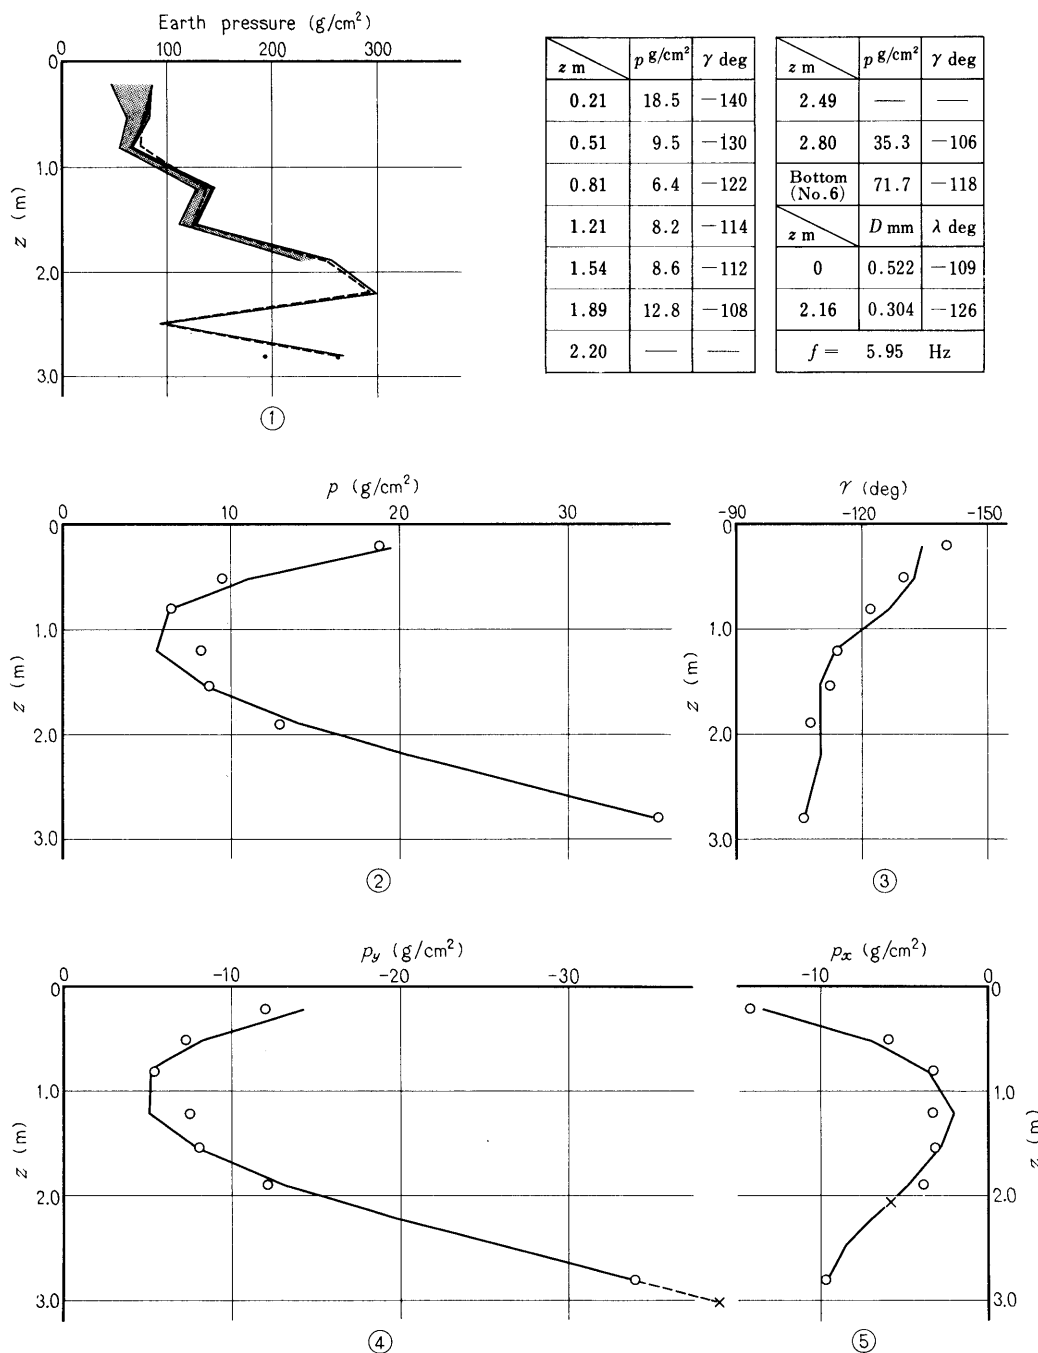 Earth pressure (g/cm²)
0 100 200 300
0
1.0
2.0
3.0
z (m)
①
z m p g/cm² γ deg
0.21 18.5 −140
0.51 9.5 −130
0.81 6.4 −122
1.21 8.2 −114
1.54 8.6 −112
1.89 12.8 −108
2.20 — —
z m p g/cm² γ deg
2.49 — —
2.80 35.3 −106
Bottom
(No.6) 71.7 −118
z m D mm λ deg
0 0.522 −109
2.16 0.304 −126
f = 5.95 Hz
p (g/cm²)
0 10 20 30
0
1.0
2.0
3.0
z (m)
②
γ (deg)
-90 -120 -150
0
1.0
2.0
3.0
z (m)
③
p_y (g/cm²)
0 -10 -20 -30
0
1.0
2.0
3.0
z (m)
④
p_x (g/cm²)
-10 0
0
1.0
2.0
3.0
z (m)
⑤